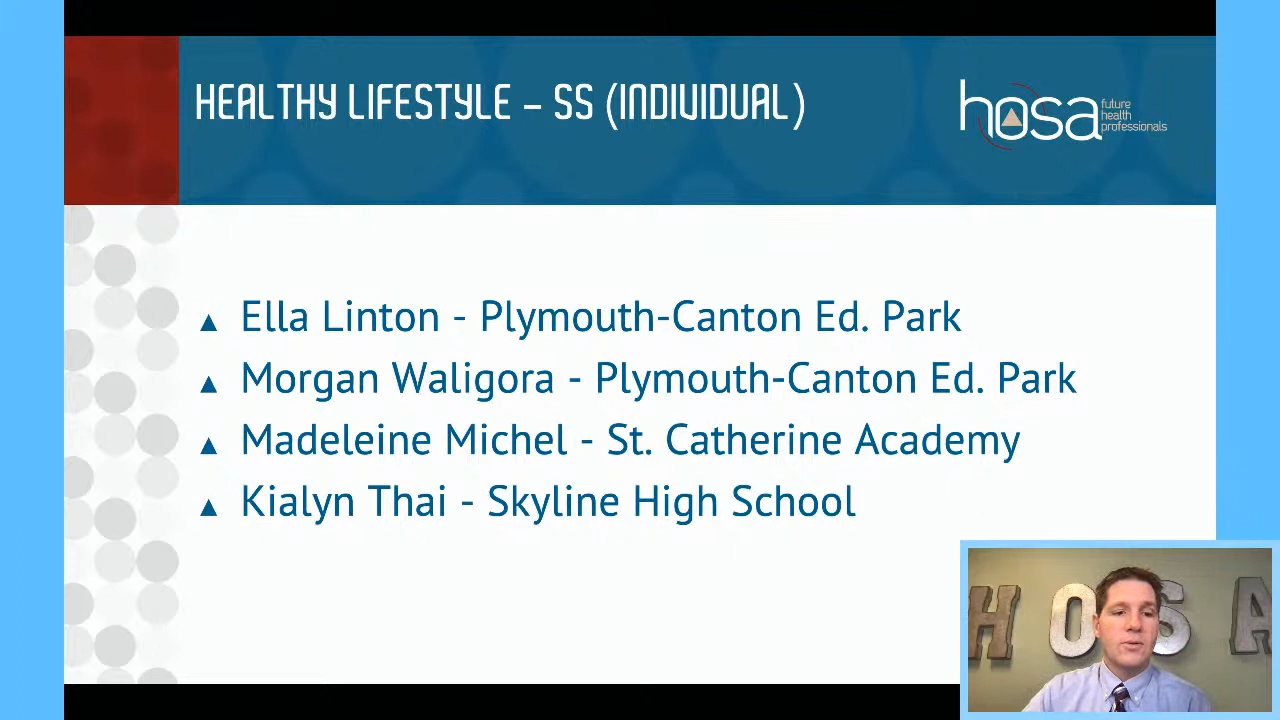 HEALTHY LIFESTYLE – SS (INDIVIDUAL)
hosa
future
health
professionals
Ella Linton - Plymouth-Canton Ed. Park
Morgan Waligora - Plymouth-Canton Ed. Park
Madeleine Michel - St. Catherine Academy
Kialyn Thai - Skyline High School
HOSA